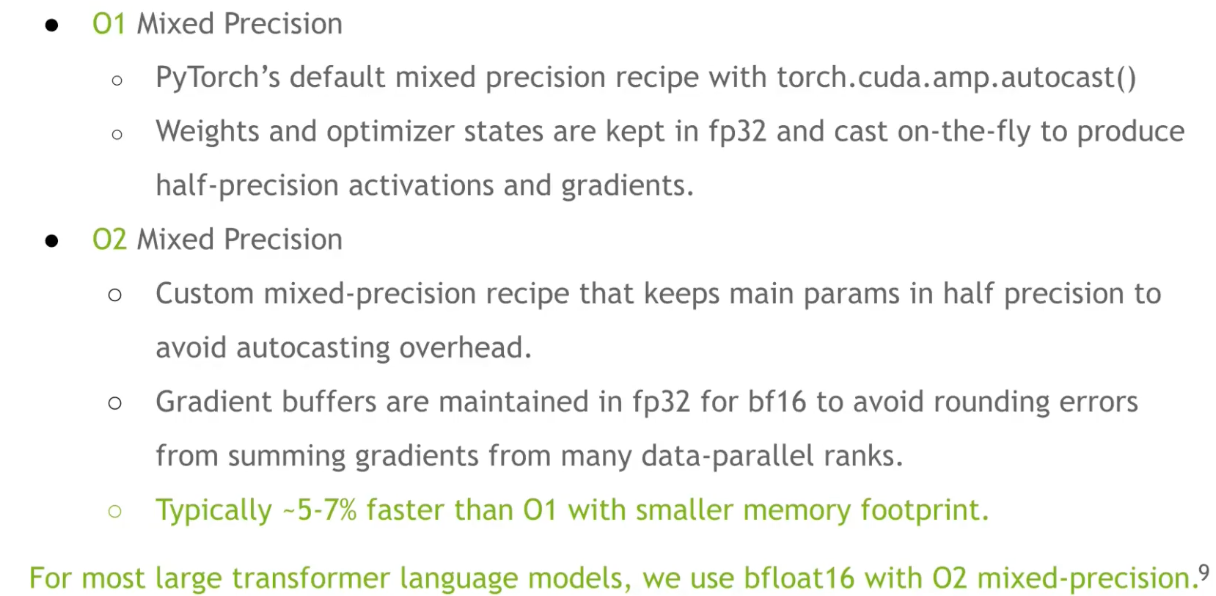 ● O1 Mixed Precision
○ PyTorch’s default mixed precision recipe with torch.cuda.amp.autocast()
○ Weights and optimizer states are kept in fp32 and cast on-the-fly to produce
half-precision activations and gradients.
● O2 Mixed Precision
○ Custom mixed-precision recipe that keeps main params in half precision to
avoid autocasting overhead.
○ Gradient buffers are maintained in fp32 for bf16 to avoid rounding errors
from summing gradients from many data-parallel ranks.
○ Typically ~5-7% faster than O1 with smaller memory footprint.
For most large transformer language models, we use bfloat16 with O2 mixed-precision.9